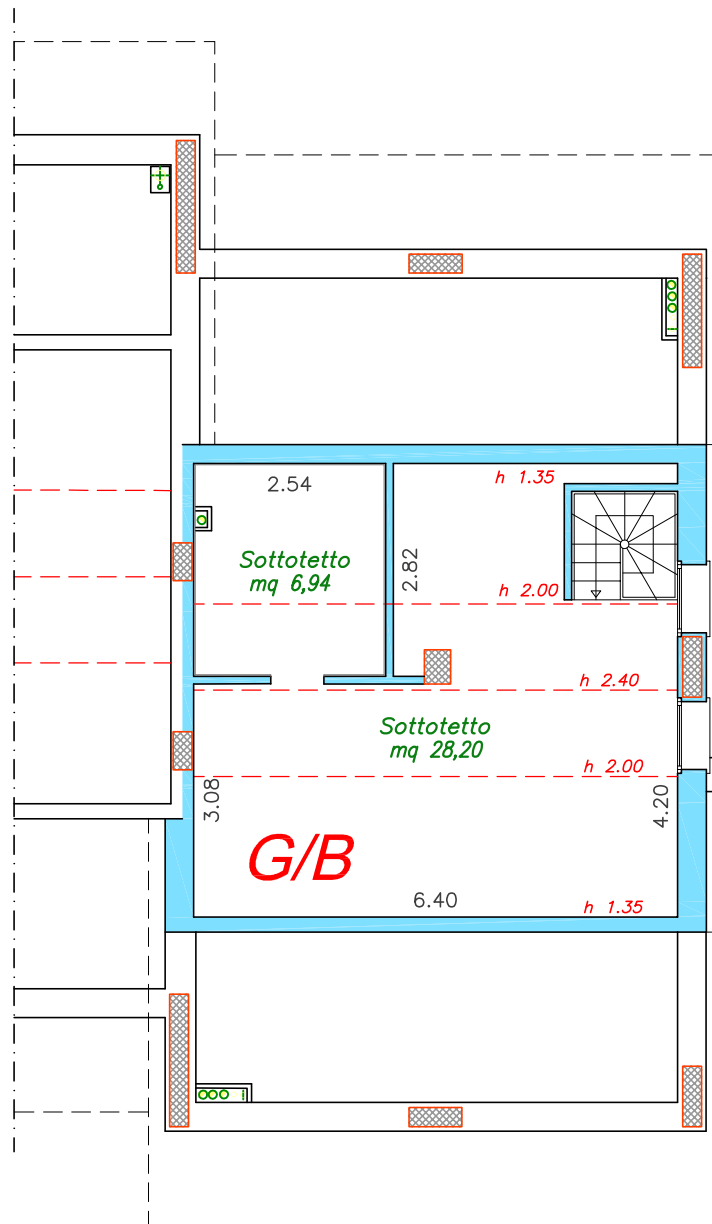 h 1.35
2.54
Sottotetto
mq 6,94
2.82
h 2.00
h 2.40
Sottotetto
mq 28,20
h 2.00
3.08
4.20
G/B
6.40
h 1.35